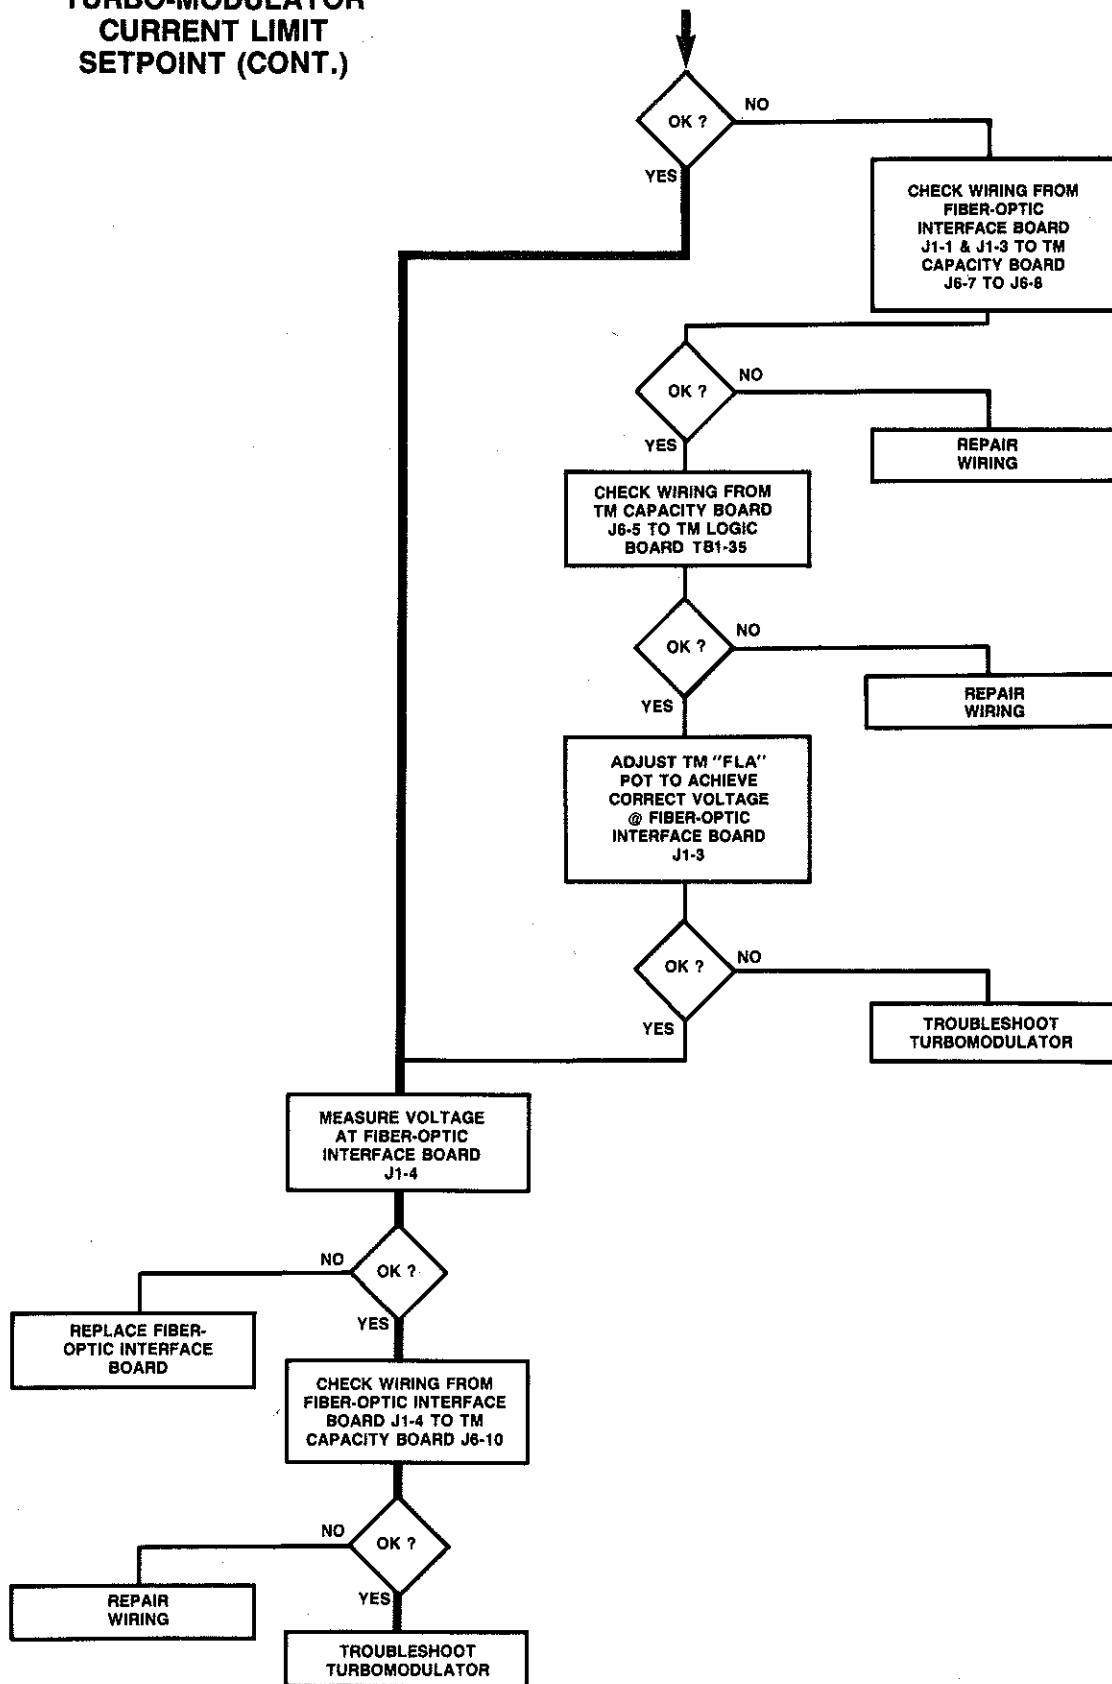 TURBO-MODULATOR
CURRENT LIMIT
SETPOINT (CONT.)
OK ?
NO
YES
CHECK WIRING FROM
FIBER-OPTIC
INTERFACE BOARD
J1-1 & J1-3 TO TM
CAPACITY BOARD
J6-7 TO J6-8
OK ?
NO
YES
REPAIR
WIRING
CHECK WIRING FROM
TM CAPACITY BOARD
J6-5 TO TM LOGIC
BOARD TB1-35
OK ?
NO
YES
REPAIR
WIRING
ADJUST TM "FLA"
POT TO ACHIEVE
CORRECT VOLTAGE
@ FIBER-OPTIC
INTERFACE BOARD
J1-3
OK ?
NO
YES
TROUBLESHOOT
TURBOMODULATOR
MEASURE VOLTAGE
AT FIBER-OPTIC
INTERFACE BOARD
J1-4
NO
OK ?
YES
REPLACE FIBER-
OPTIC INTERFACE
BOARD
CHECK WIRING FROM
FIBER-OPTIC INTERFACE
BOARD J1-4 TO TM
CAPACITY BOARD J6-10
NO
OK ?
YES
REPAIR
WIRING
TROUBLESHOOT
TURBOMODULATOR